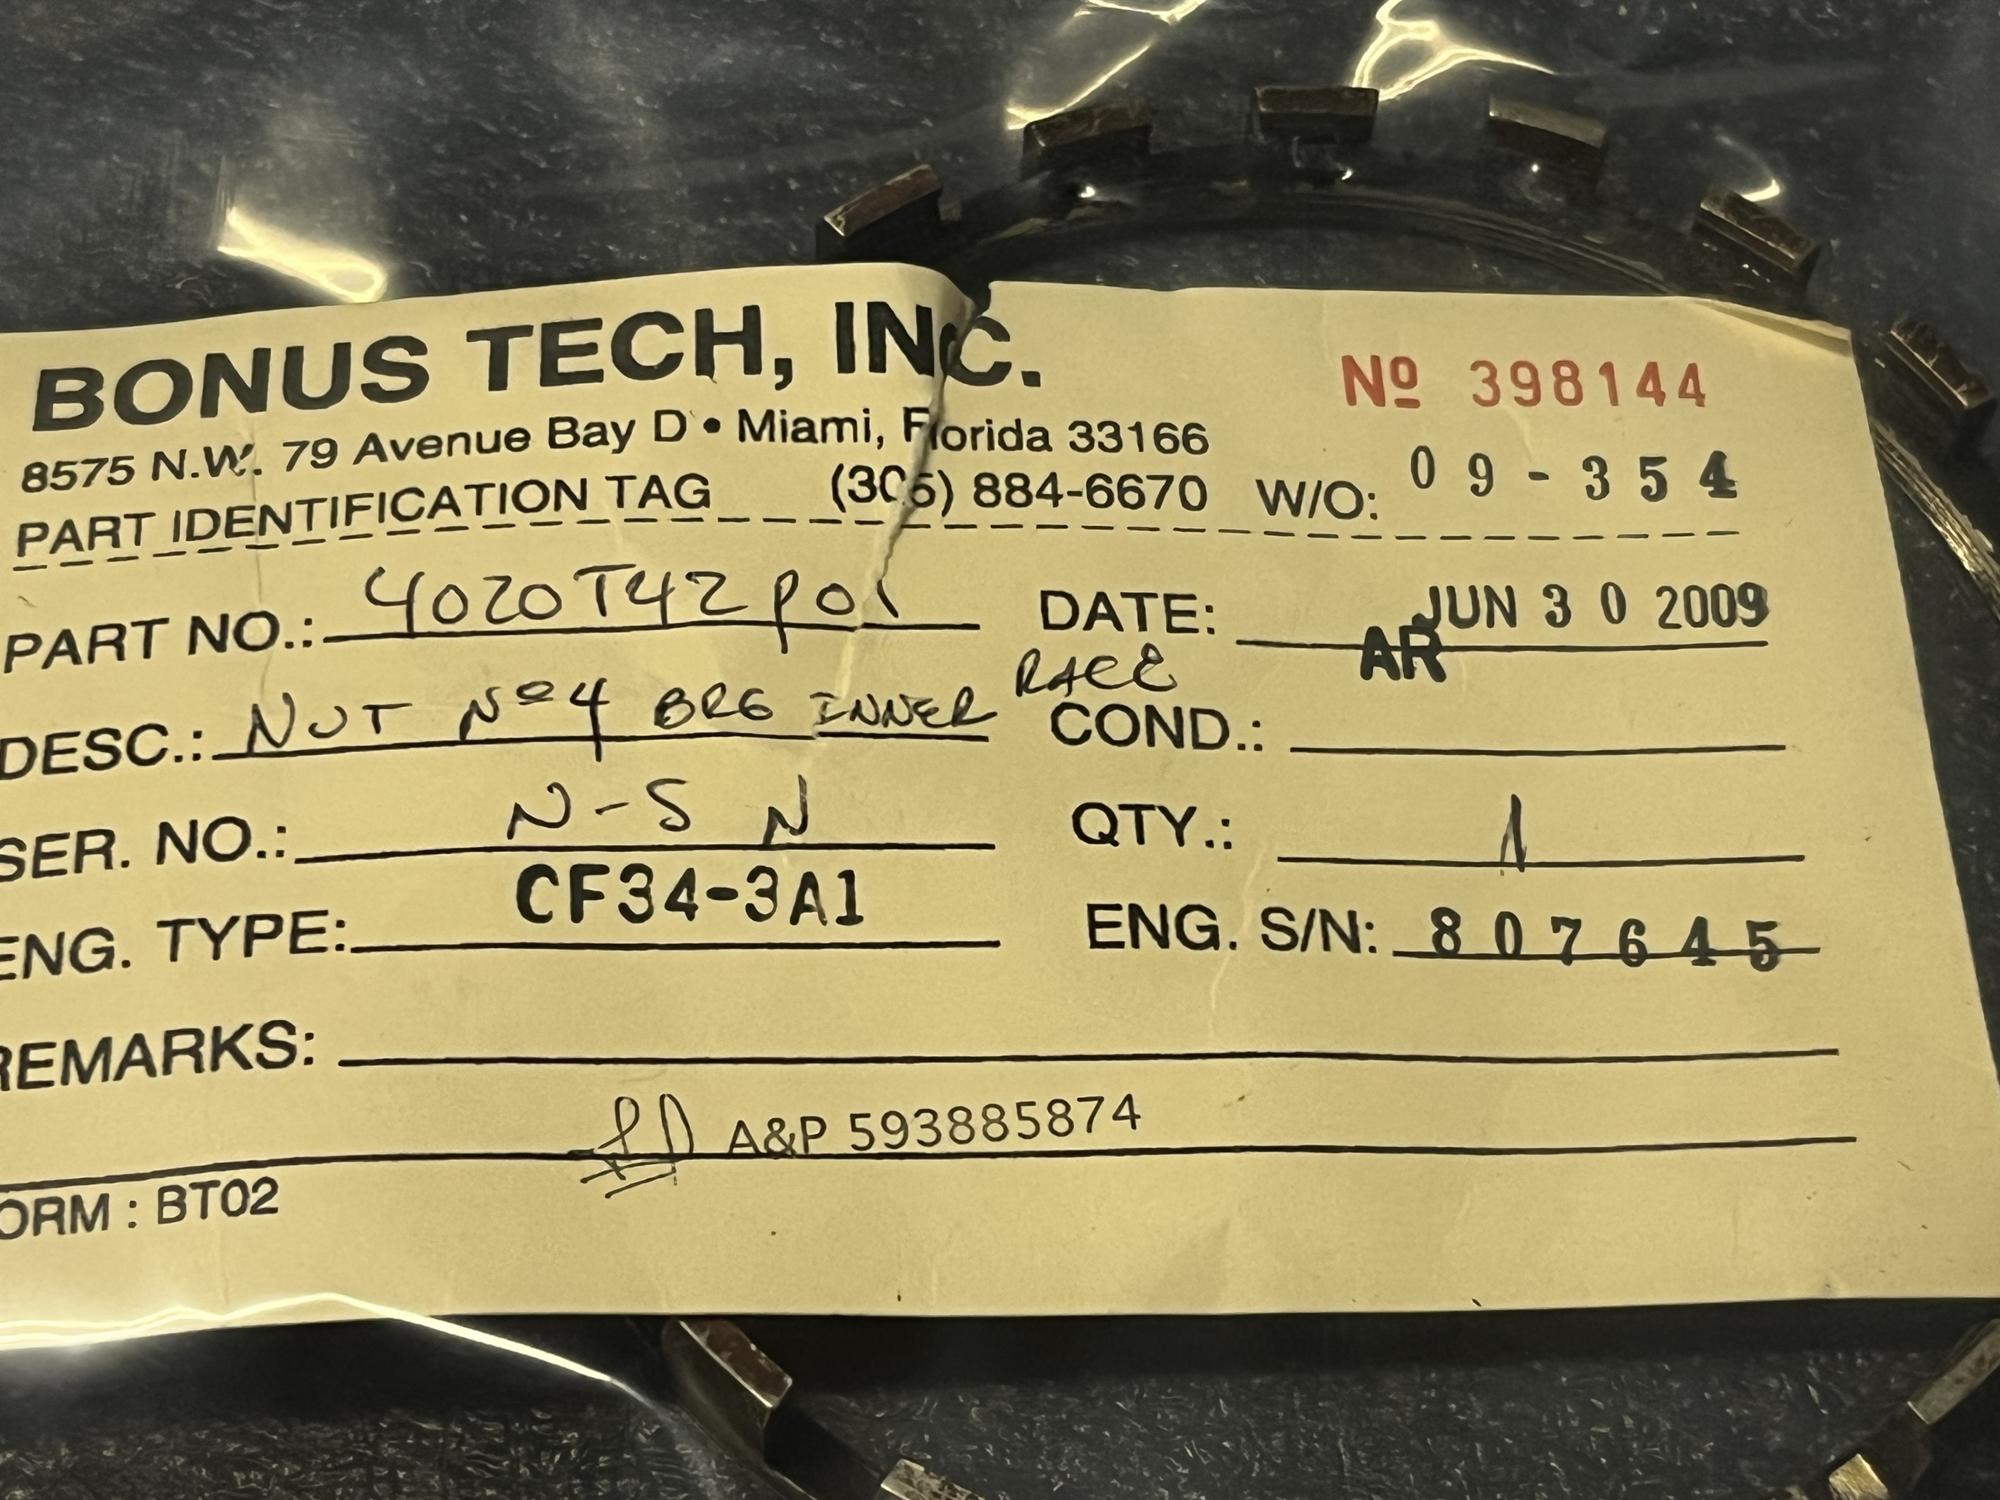 BONUS TECH, INC.
8575 N.W. 79 Avenue Bay D • Miami, Florida 33166
PART IDENTIFICATION TAG (305) 884-6670
Nº 398144
W/O: 09-354
PART NO.: 4020T42P01
DATE: JUN 30 2009
AR
DESC.: NUT Nº4 BRG INNER RACE
COND.:
SER. NO.: N-S N
QTY.: 1
ENG. TYPE: CF34-3A1
ENG. S/N: 807645
REMARKS:
A&P 593885874
ORM : BT02